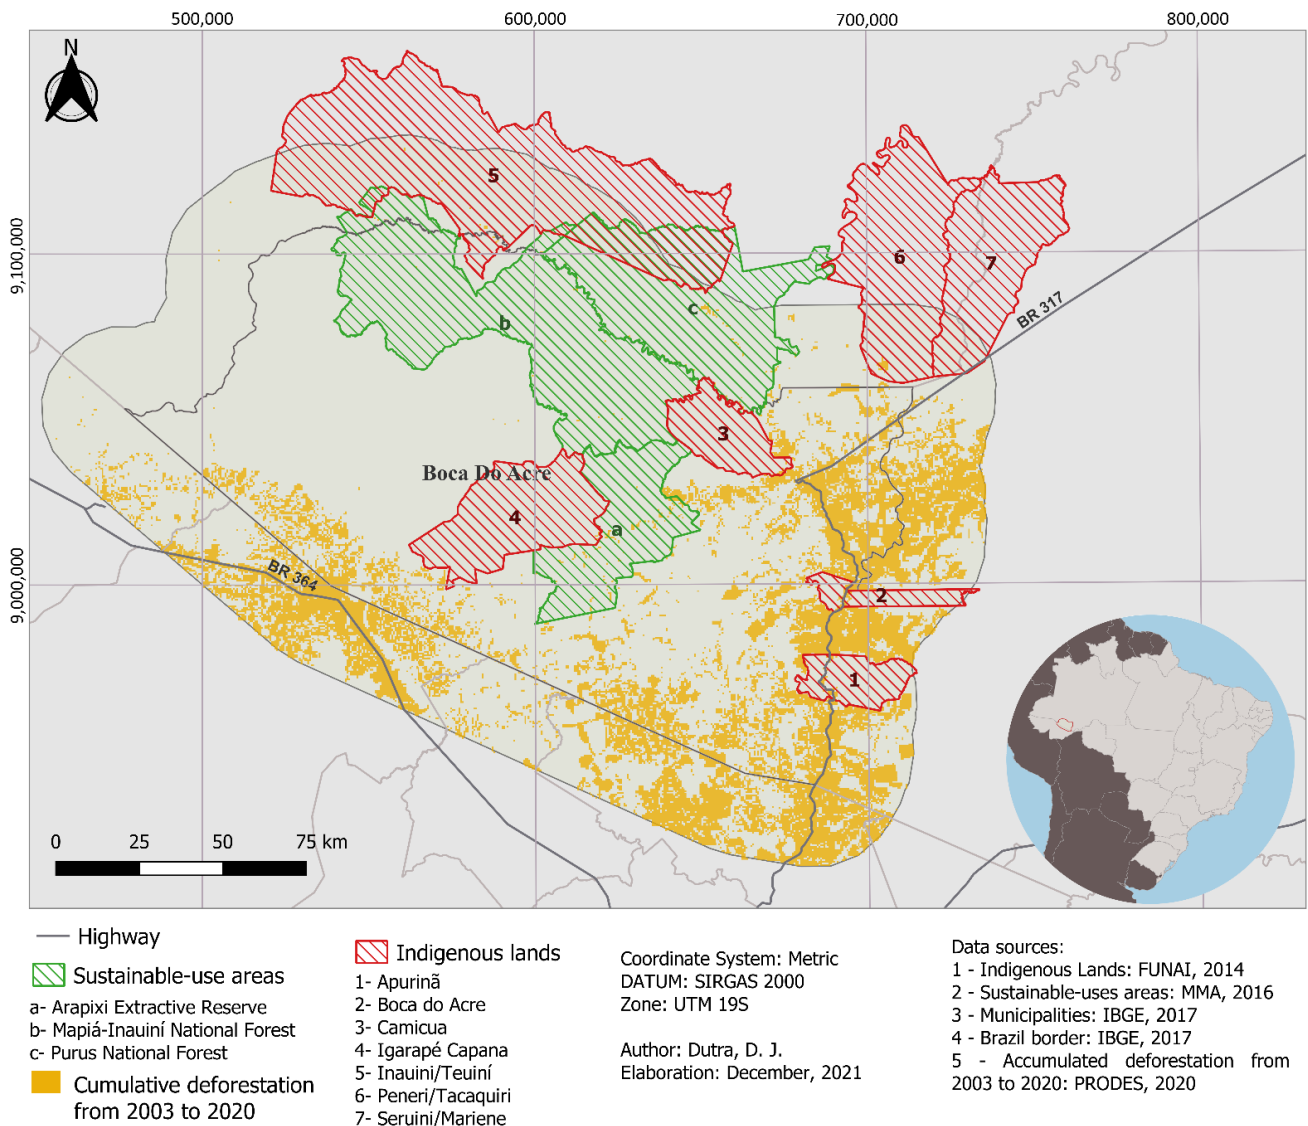 500,000
600,000
700,000
800,000
N
9,100,000
9,000,000
5
6
7
c
b
BR 317
3
Boca Do Acre
4
a
BR 364
2
1
0 25 50 75 km
Highway
Sustainable-use areas
a- Arapixi Extractive Reserve
b- Mapiá-Inauiní National Forest
c- Purus National Forest
Cumulative deforestation
from 2003 to 2020
Indigenous lands
1- Apurinã
2- Boca do Acre
3- Camicua
4- Igarapé Capana
5- Inauini/Teuiní
6- Peneri/Tacaquiri
7- Seruini/Mariene
Coordinate System: Metric
DATUM: SIRGAS 2000
Zone: UTM 19S
Author: Dutra, D. J.
Elaboration: December, 2021
Data sources:
1 - Indigenous Lands: FUNAI, 2014
2 - Sustainable-uses areas: MMA, 2016
3 - Municipalities: IBGE, 2017
4 - Brazil border: IBGE, 2017
5 - Accumulated deforestation from
2003 to 2020: PRODES, 2020